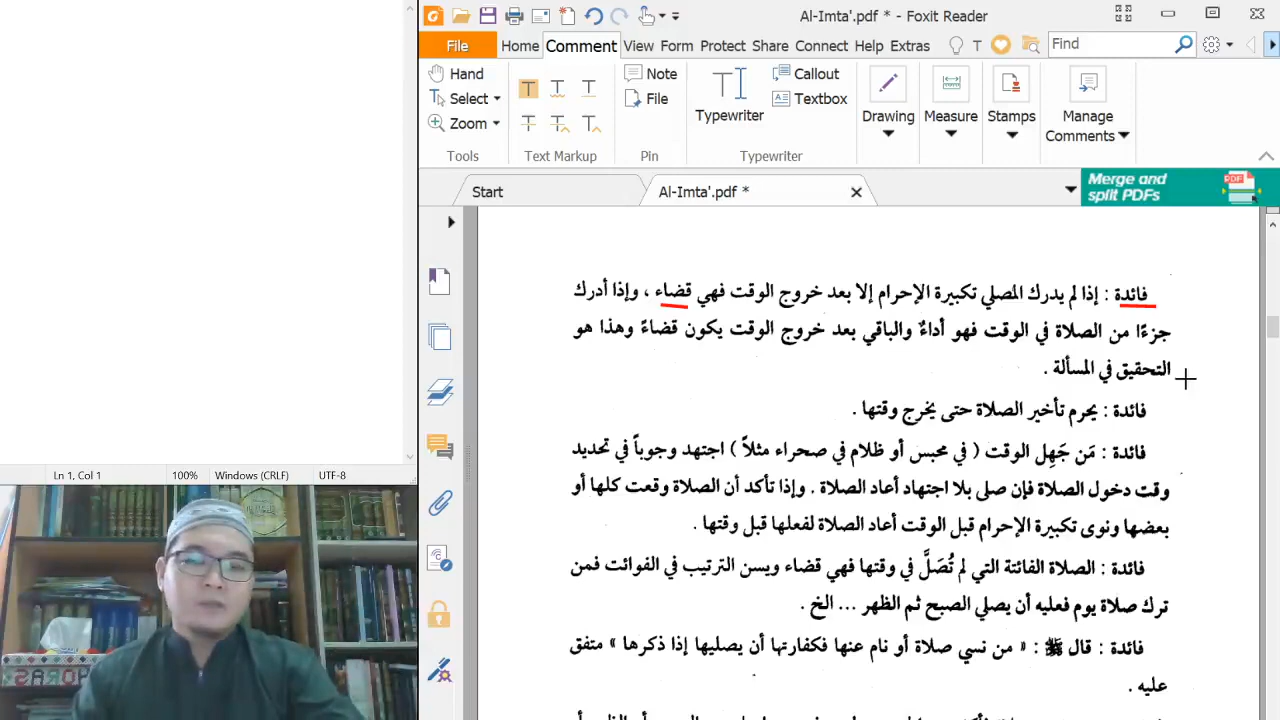 Al-Imta'.pdf * - Foxit Reader
File Home Comment View Form Protect Share Connect Help Extras Find
Hand
Select
Zoom
Tools
Text Markup
Note
File
Pin
Typewriter
Callout
Textbox
Typewriter
Drawing
Measure
Stamps
Manage
Comments
Start
Al-Imta'.pdf *
Merge and
split PDFs
PDF
فائدة : إذا لم يدرك المصلي تكبيرة الإحرام إلا بعد خروج الوقت فهي قضاء ، وإذا أدرك
جزءًا من الصلاة في الوقت فهو أداءٌ والباقي بعد خروج الوقت يكون قضاءً وهذا هو
التحقيق في المسألة .
فائدة : يحرم تأخير الصلاة حتى يخرج وقتها .
فائدة : مَن جَهِل الوقت ( في محبس أو ظلام في صحراء مثلاً ) اجتهد وجوباً في تحديد
وقت دخول الصلاة فإن صلى بلا اجتهاد أعاد الصلاة . وإذا تأكد أن الصلاة وقعت كلها أو
بعضها ونوى تكبيرة الإحرام قبل الوقت أعاد الصلاة لفعلها قبل وقتها .
فائدة : الصلاة الفائتة التي لم تُصَلَّ في وقتها فهي قضاء ويسن الترتيب في الفوائت فمن
ترك صلاة يوم فعليه أن يصلي الصبح ثم الظهر ... الخ .
فائدة : قال ﷺ : « من نسي صلاة أو نام عنها فكفارتها أن يصليها إذا ذكرها » متفق
عليه .
Ln 1, Col 1 100% Windows (CRLF) UTF-8